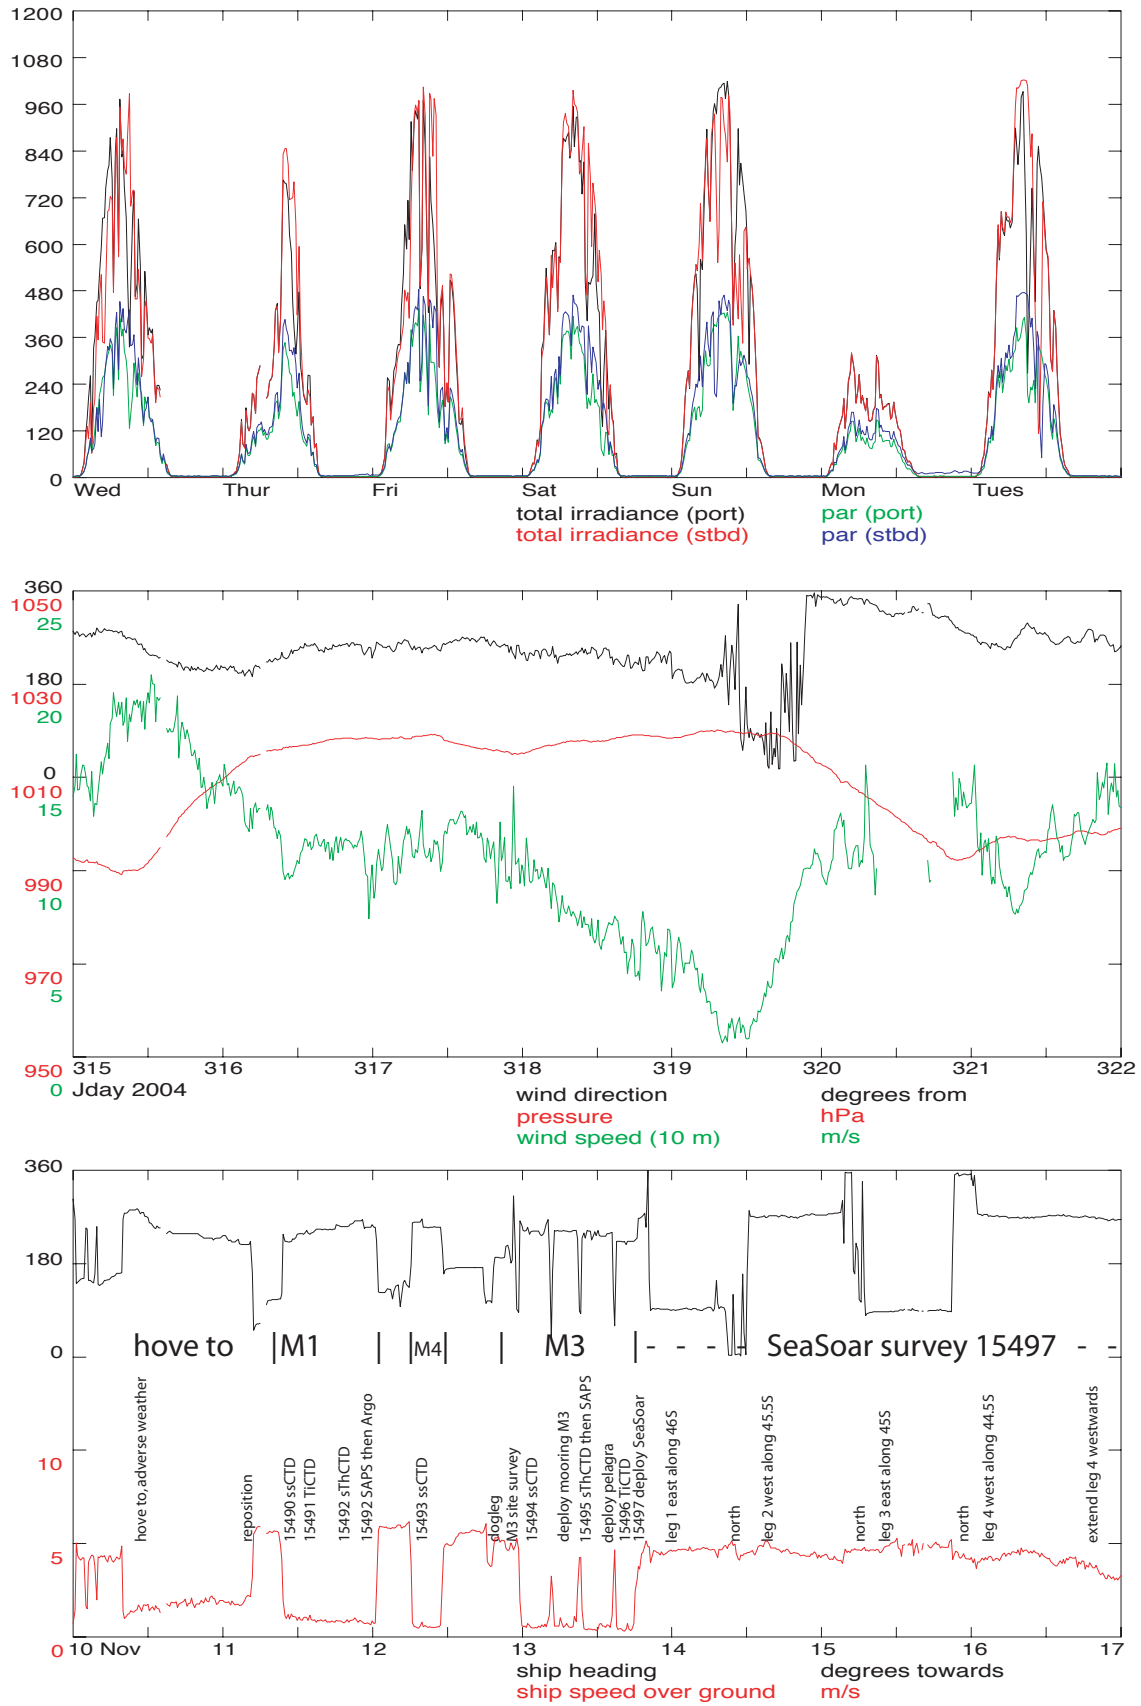 1200
1080
960
840
720
600
480
360
240
120
0
Wed Thur Fri Sat Sun Mon Tues
total irradiance (port) par (port)
total irradiance (stbd) par (stbd)
360
1050
25
180
1030
20
0
1010
15
990
10
970
5
950
0
315 316 317 318 319 320 321 322
Jday 2004
wind direction degrees from
pressure hPa
wind speed (10 m) m/s
360
180
0
hove to M1 M4 M3 SeaSoar survey 15497
10
5
0
hove to, adverse weather
reposition
15490 ssCTD
15491 TiCTD
15492 sThCTD
15492 SAPS then Argo
15493 ssCTD
dogleg
M3 site survey
15494 ssCTD
deploy mooring M3
15495 sThCTD then SAPS
deploy pelagra
15496 TiCTD
15497 deploy SeaSoar
leg 1 east along 46S
north
leg 2 west along 45.5S
north
leg 3 east along 45S
north
leg 4 west along 44.5S
extend leg 4 westwards
10 Nov 11 12 13 14 15 16 17
ship heading degrees towards
ship speed over ground m/s